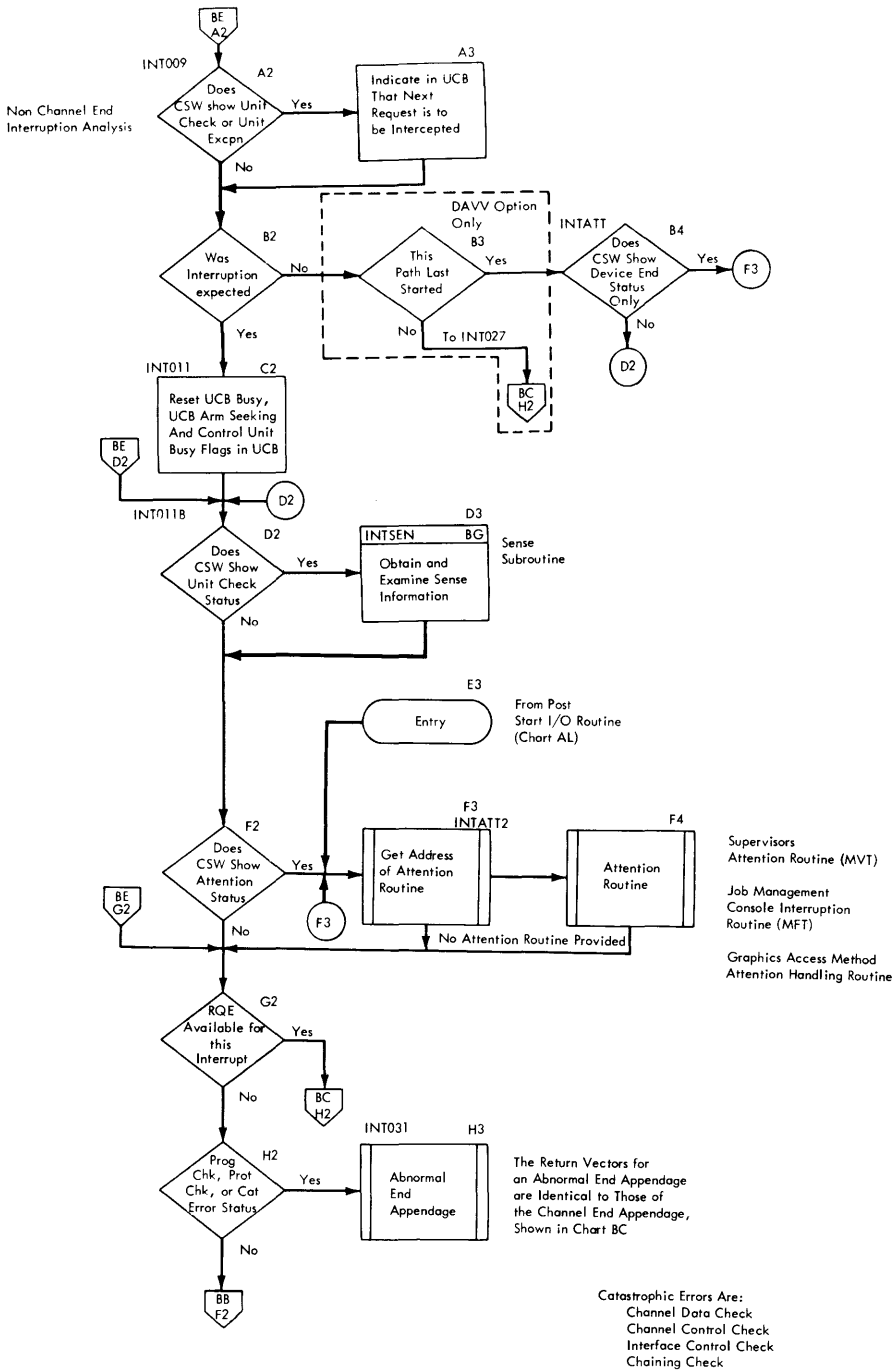 BE
A2
INT009
A2
A3
Does
CSW show Unit
Check or Unit
Excpn
Yes
No
Indicate in UCB
That Next
Request is to
be Intercepted
Non Channel End
Interruption Analysis
DAVV Option
Only
B2
Was
Interruption
expected
No
Yes
B3
This
Path Last
Started
Yes
No
To INT027
BC
H2
INTATT
B4
Does
CSW Show
Device End
Status
Only
Yes
F3
No
D2
INT011
C2
Reset UCB Busy,
UCB Arm Seeking
And Control Unit
Busy Flags in UCB
BE
D2
D2
INT011B
D2
Does
CSW Show
Unit Check
Status
Yes
No
D3
INTSEN BG
Obtain and
Examine Sense
Information
Sense
Subroutine
E3
Entry
From Post
Start I/O Routine
(Chart AL)
F2
Does
CSW Show
Attention
Status
Yes
No
F3
F3
INTATT2
Get Address
of Attention
Routine
F4
Attention
Routine
Supervisors
Attention Routine (MVT)
Job Management
Console Interruption
Routine (MFT)
Graphics Access Method
Attention Handling Routine
No Attention Routine Provided
BE
G2
G2
RQE
Available for
this
Interrupt
Yes
No
BC
H2
H2
Prog
Chk, Prot
Chk, or Cat
Error Status
Yes
No
INT031
H3
Abnormal
End
Appendage
The Return Vectors for
an Abnormal End Appendage
are Identical to Those of
the Channel End Appendage,
Shown in Chart BC
BB
F2
Catastrophic Errors Are:
Channel Data Check
Channel Control Check
Interface Control Check
Chaining Check